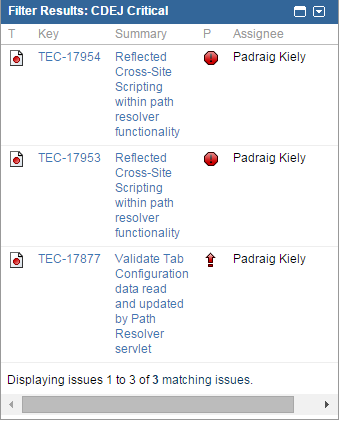 Filter Results: CDEJ Critical
T Key Summary P Assignee
TEC-17954 Reflected Padraig Kiely
Cross-Site
Scripting
within path
resolver
functionality
TEC-17953 Reflected Padraig Kiely
Cross-Site
Scripting
within path
resolver
functionality
TEC-17877 Validate Tab Padraig Kiely
Configuration
data read
and updated
by Path
Resolver
servlet
Displaying issues 1 to 3 of 3 matching issues.